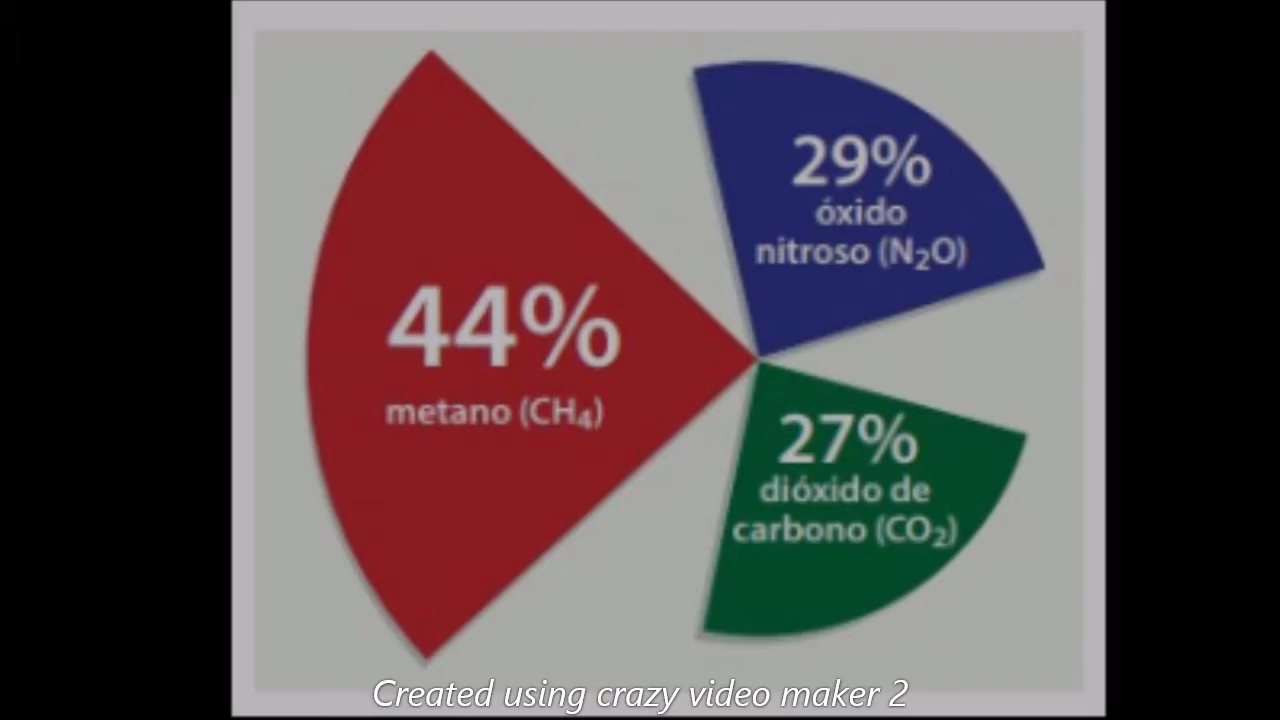 44%
metano (CH₄)
29%
óxido
nitroso (N₂O)
27%
dióxido de
carbono (CO₂)
Created using crazy video maker 2